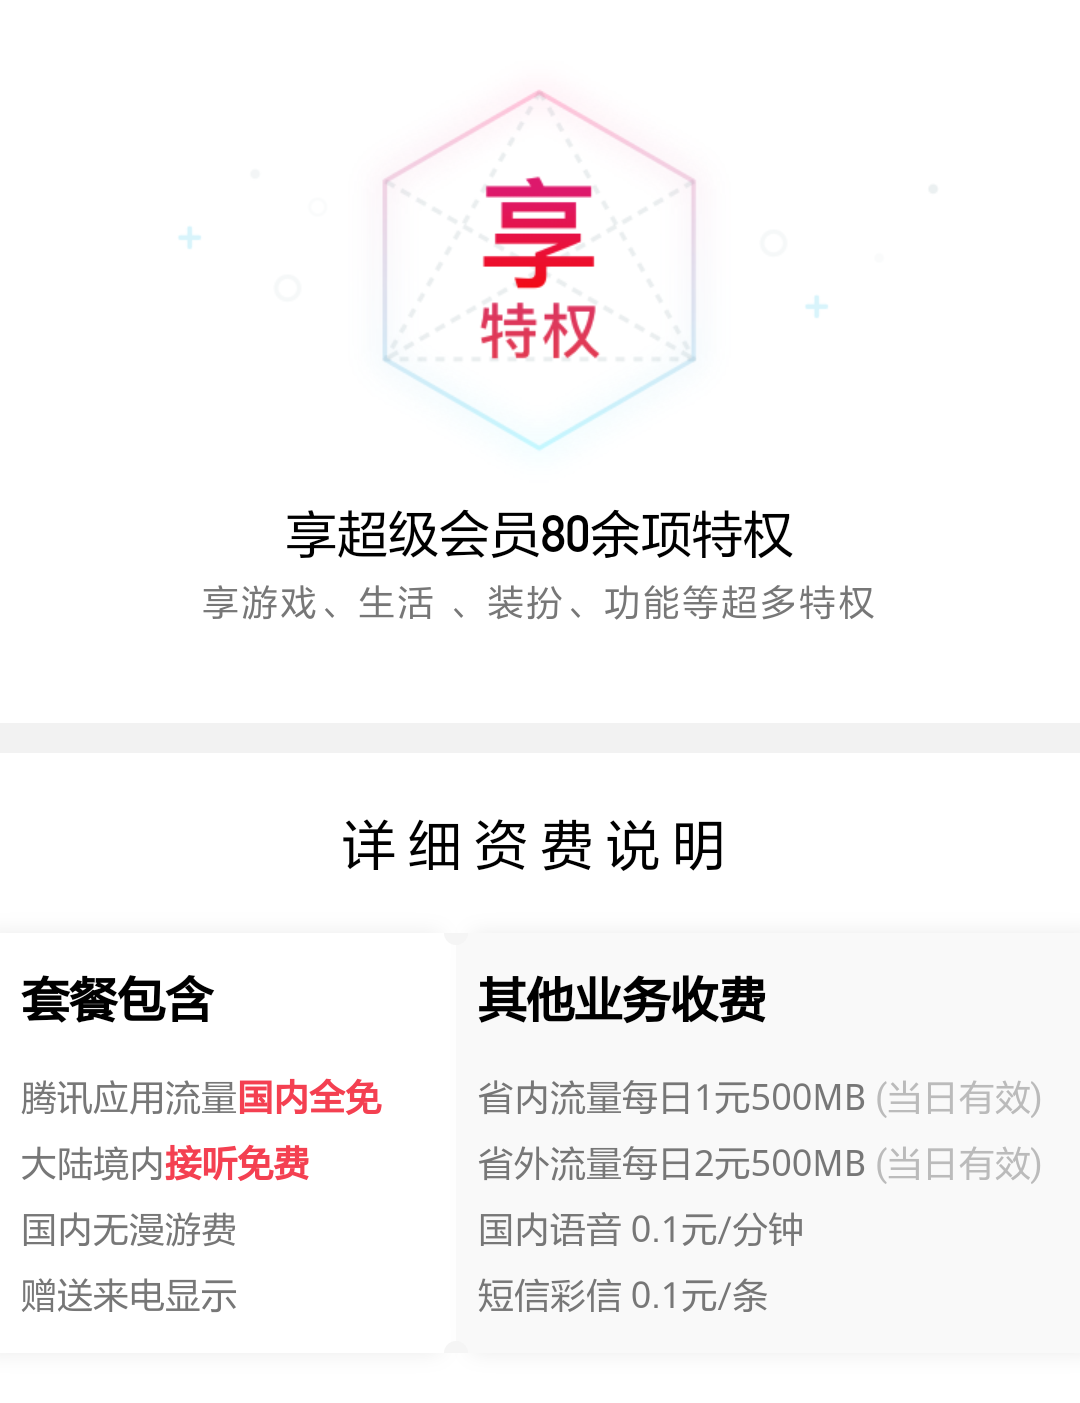 享
特权
享超级会员80余项特权
享游戏、生活 、装扮、功能等超多特权
详细资费说明
套餐包含
腾讯应用流量国内全免
大陆境内接听免费
国内无漫游费
赠送来电显示
其他业务收费
省内流量每日1元500MB (当日有效)
省外流量每日2元500MB (当日有效)
国内语音 0.1元/分钟
短信彩信 0.1元/条